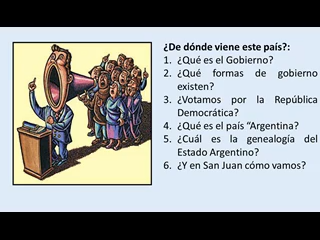 ¿De dónde viene este país?:
1. ¿Qué es el Gobierno?
2. ¿Qué formas de gobierno
existen?
3. ¿Votamos por la República
Democrática?
4. ¿Qué es el país “Argentina?
5. ¿Cuál es la genealogía del
Estado Argentino?
6. ¿Y en San Juan cómo vamos?